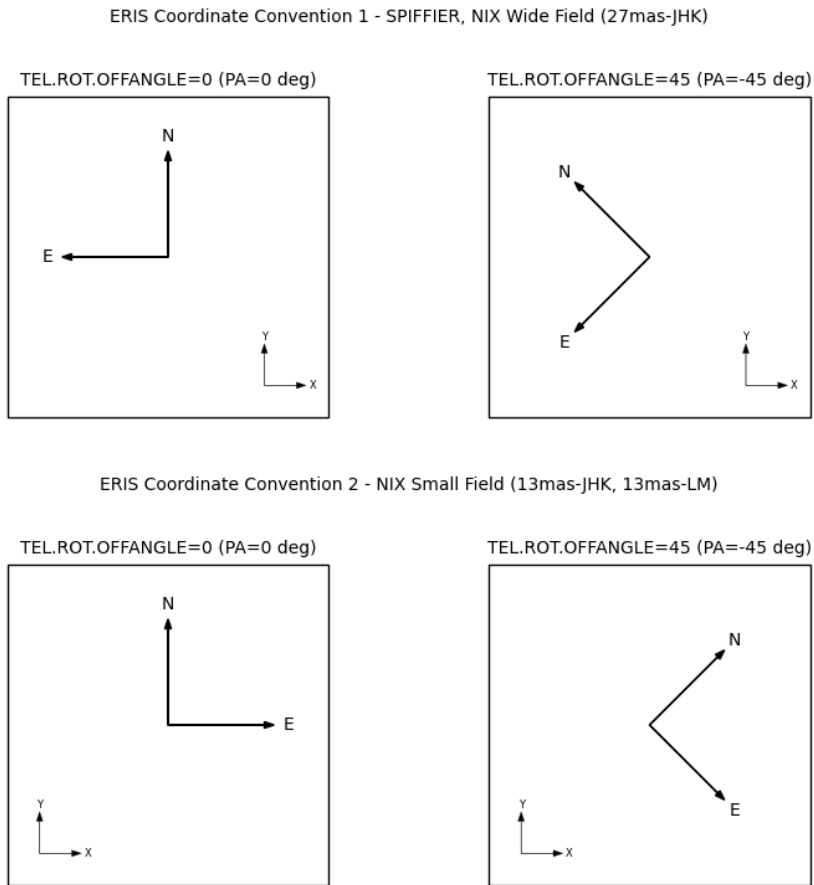 ERIS Coordinate Convention 1 - SPIFFIER, NIX Wide Field (27mas-JHK)
TEL.ROT.OFFANGLE=0 (PA=0 deg)
TEL.ROT.OFFANGLE=45 (PA=-45 deg)
N
E
Y
X
N
E
Y
X
ERIS Coordinate Convention 2 - NIX Small Field (13mas-JHK, 13mas-LM)
TEL.ROT.OFFANGLE=0 (PA=0 deg)
TEL.ROT.OFFANGLE=45 (PA=-45 deg)
N
E
Y
X
N
E
Y
X